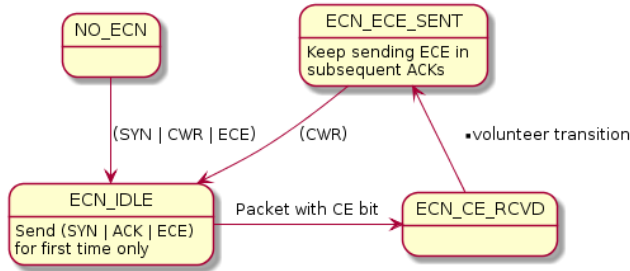 NO_ECN
ECN_ECE_SENT
Keep sending ECE in
subsequent ACKs
(SYN | CWR | ECE)
(CWR)
▪volunteer transition
ECN_IDLE
Send (SYN | ACK | ECE)
for first time only
Packet with CE bit
ECN_CE_RCVD